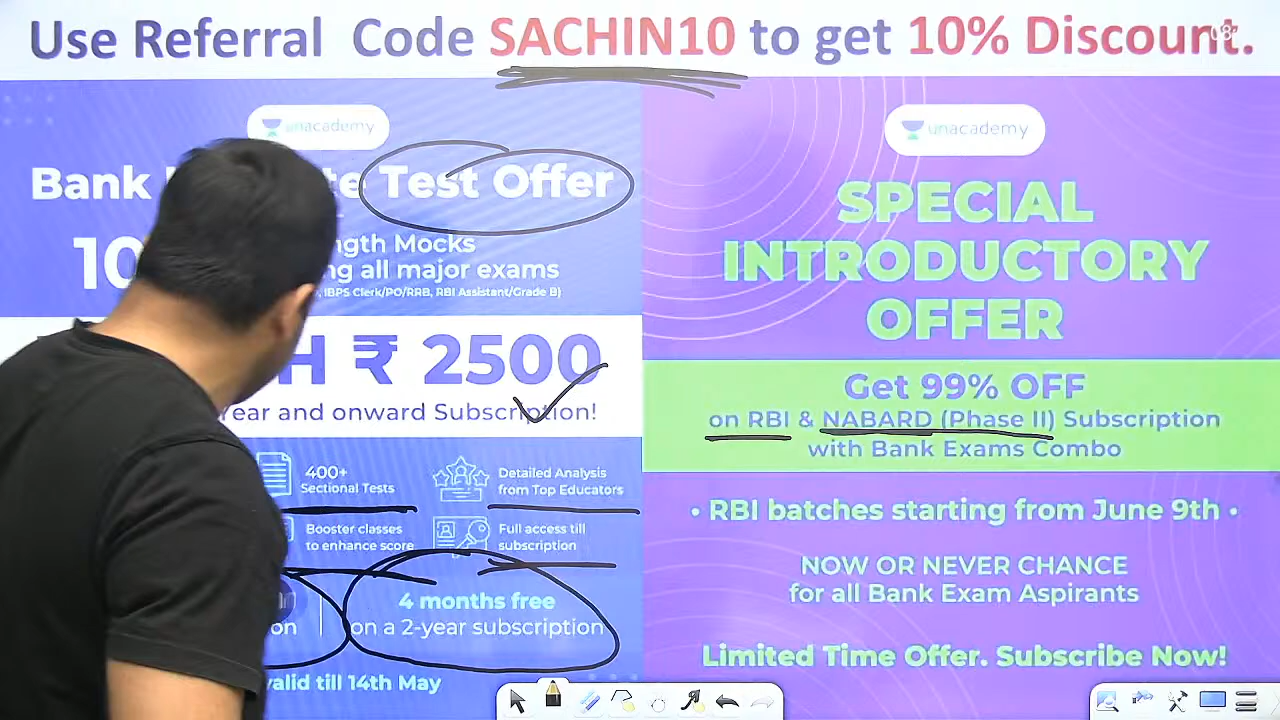 Use Referral Code SACHIN10 to get 10% Discount.
unacademy
Bank Test Offer
10
Mocks
all major exams
IBPS Clerk/PO/RRB, RBI Assistant/Grade B)
₹ 2500
and onward Subscription!
400+
Sectional Tests
Detailed Analysis
from Top Educators
Booster classes
to enhance score
Full access till
subscription
4 months free
on a 2-year subscription
valid till 14th May
unacademy
SPECIAL
INTRODUCTORY
OFFER
Get 99% OFF
on RBI & NABARD (Phase II) Subscription
with Bank Exams Combo
• RBI batches starting from June 9th •
NOW OR NEVER CHANCE
for all Bank Exam Aspirants
Limited Time Offer. Subscribe Now!